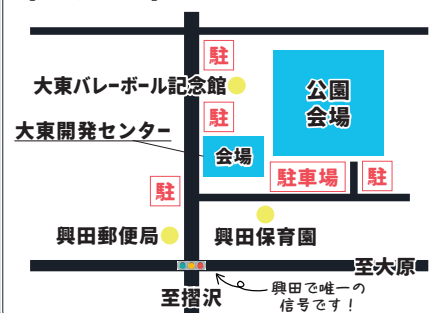 駐
大東バレーボール記念館
公園
会場
駐
大東開発センター
会場
駐車場
駐
駐
興田郵便局
興田保育園
至大原
至摺沢
興田で唯一の
信号です！